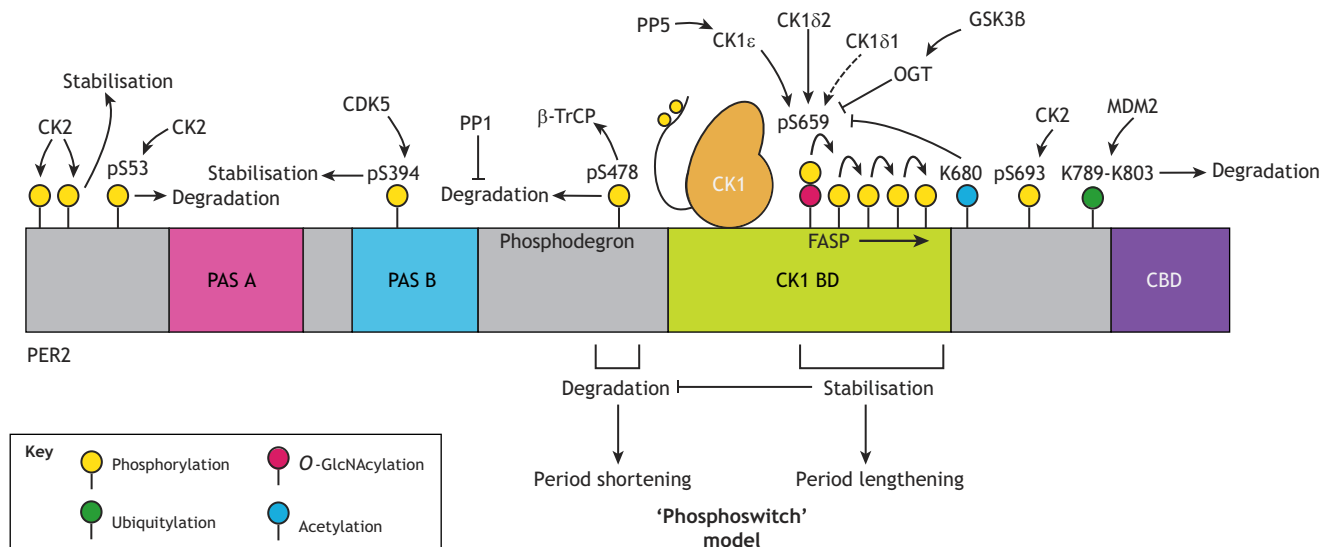 PP5
CK1ε
CK1δ2
CK1δ1
GSK3ß
OGT
Stabilisation
CK2
pS53
CK2
Degradation
CDK5
Stabilisation
pS394
PP1
Degradation
β-TrCP
pS478
CK1
pS659
K680
CK2
pS693
MDM2
K789-K803
Degradation
Phosphodegron
FASP
PAS A
PAS B
CK1 BD
CBD
PER2
Degradation
Stabilisation
Period shortening
Period lengthening
‘Phosphoswitch’
model
Key
Phosphorylation
O-GlcNAcylation
Ubiquitylation
Acetylation